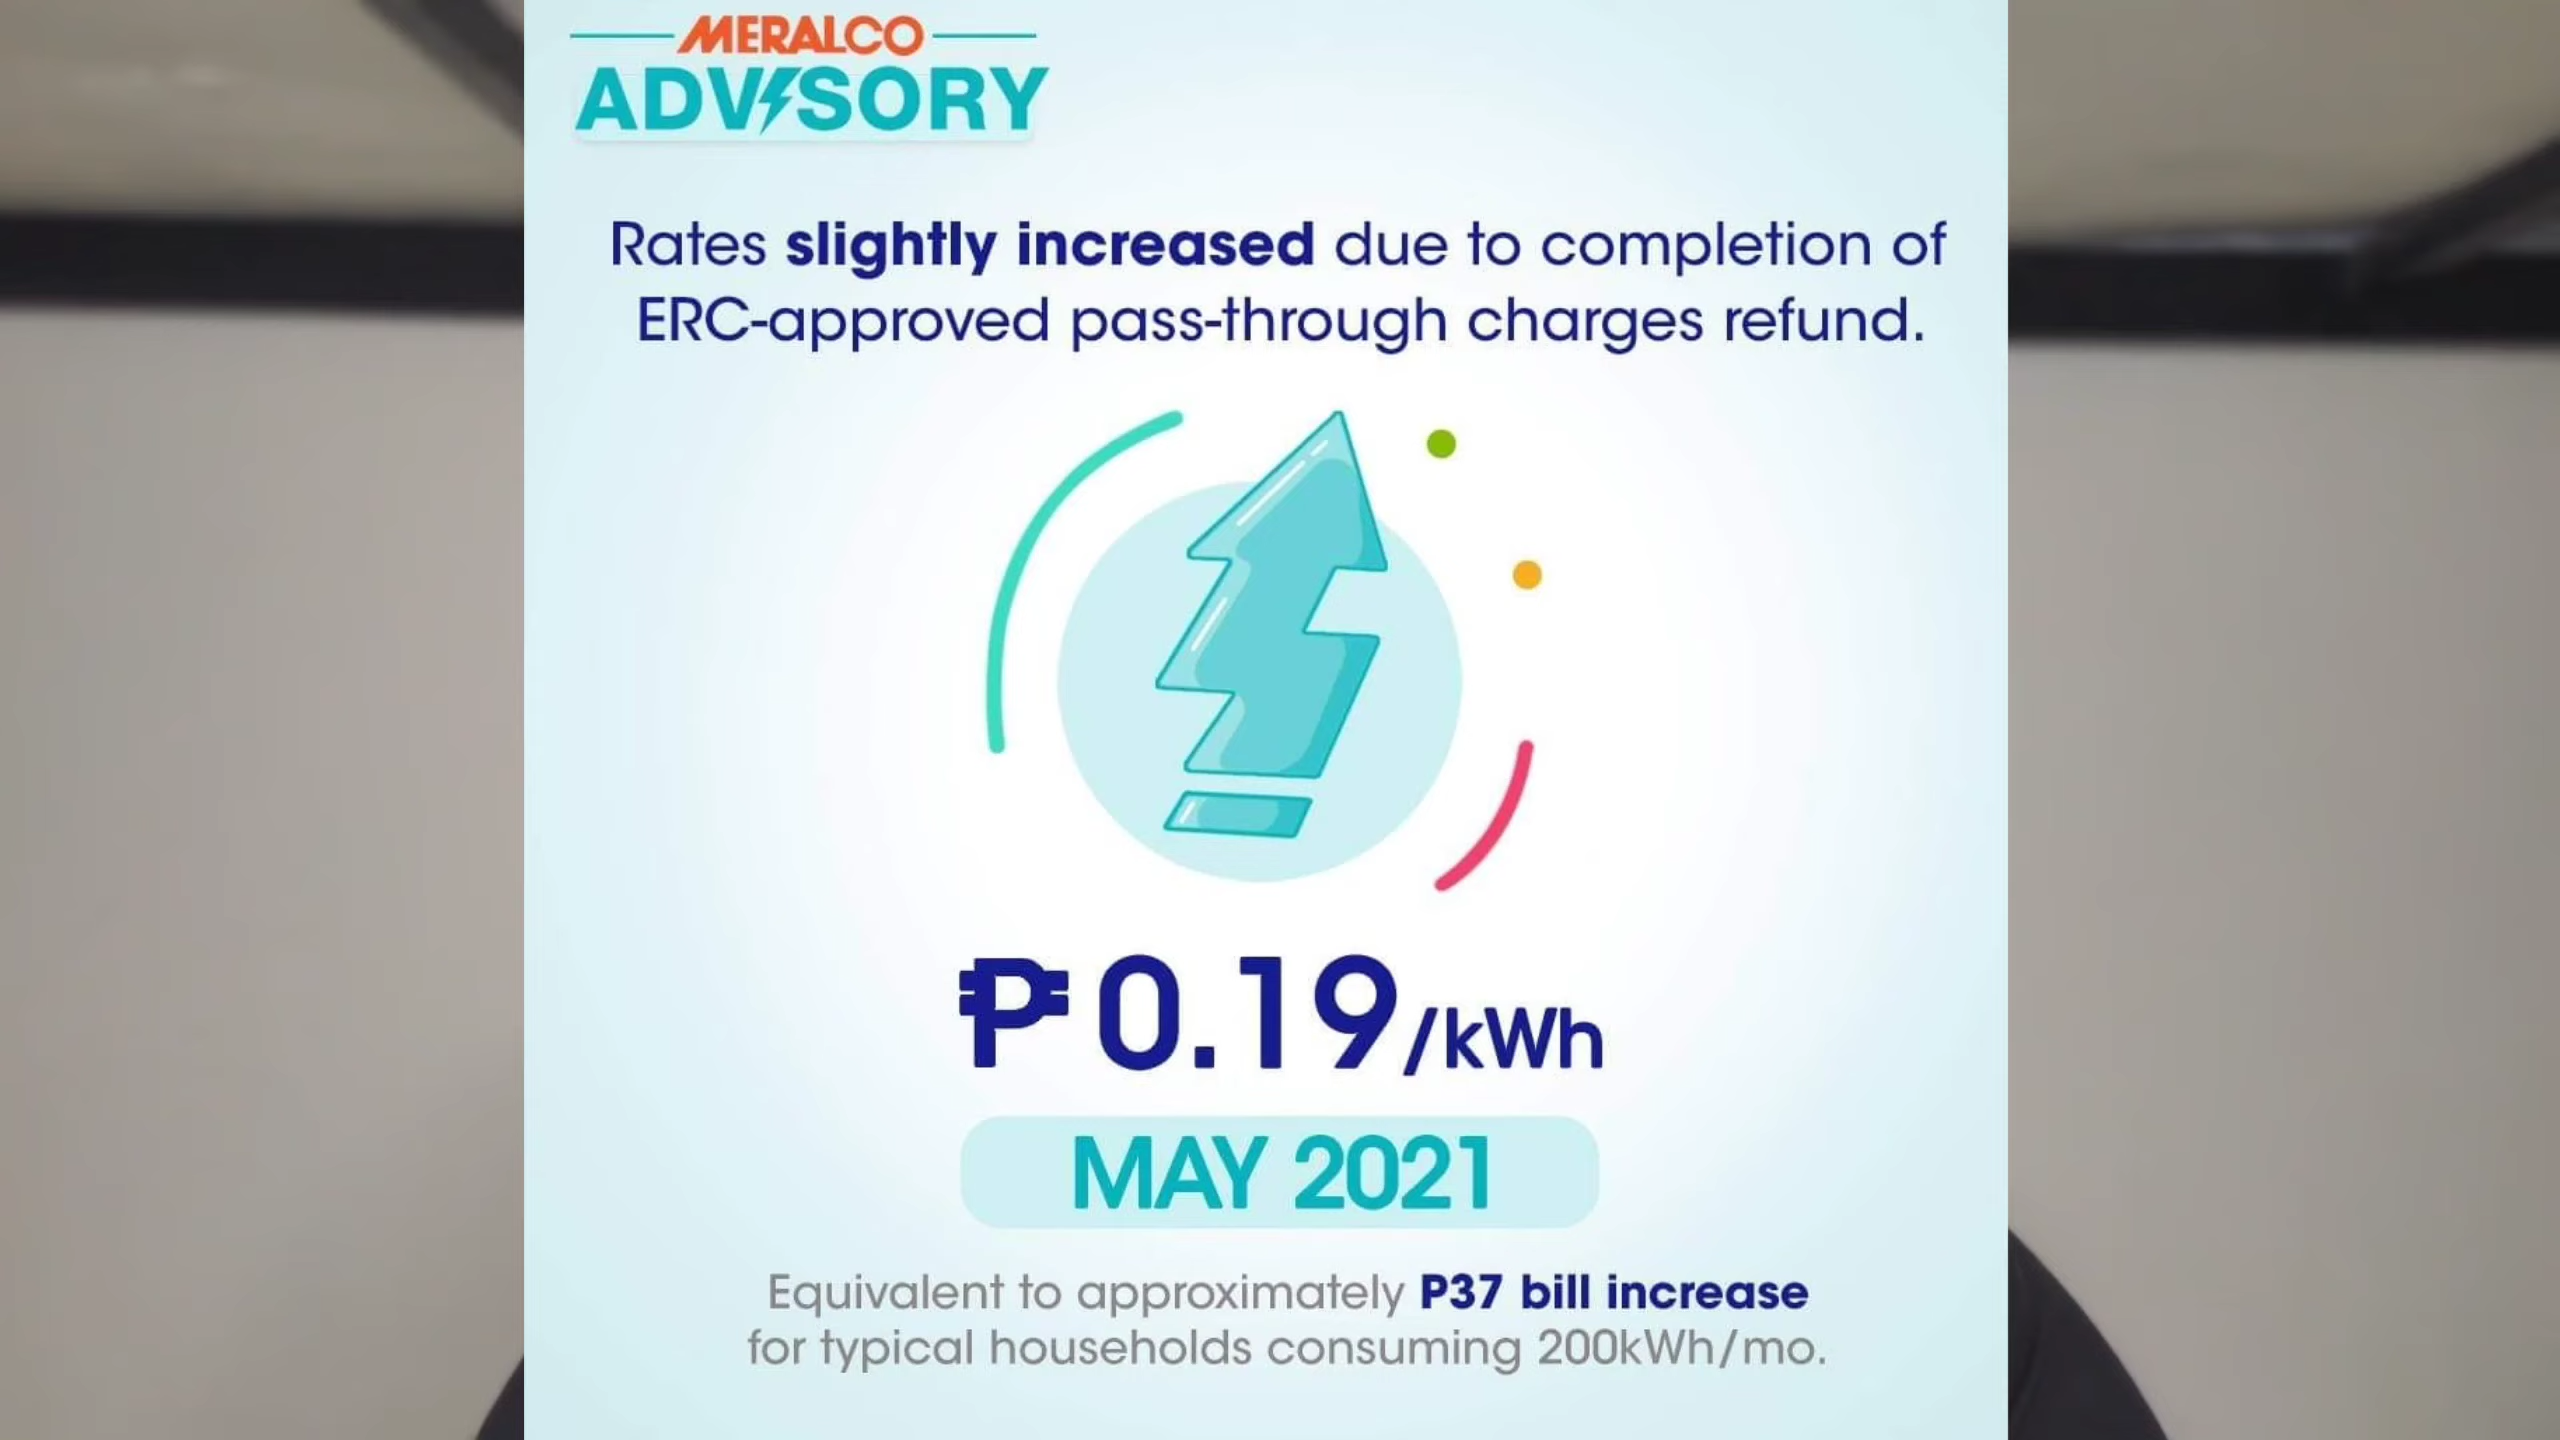 MERALCO
ADVISORY
Rates slightly increased due to completion of
ERC-approved pass-through charges refund.
₱0.19/kWh
MAY 2021
Equivalent to approximately P37 bill increase
for typical households consuming 200kWh/mo.